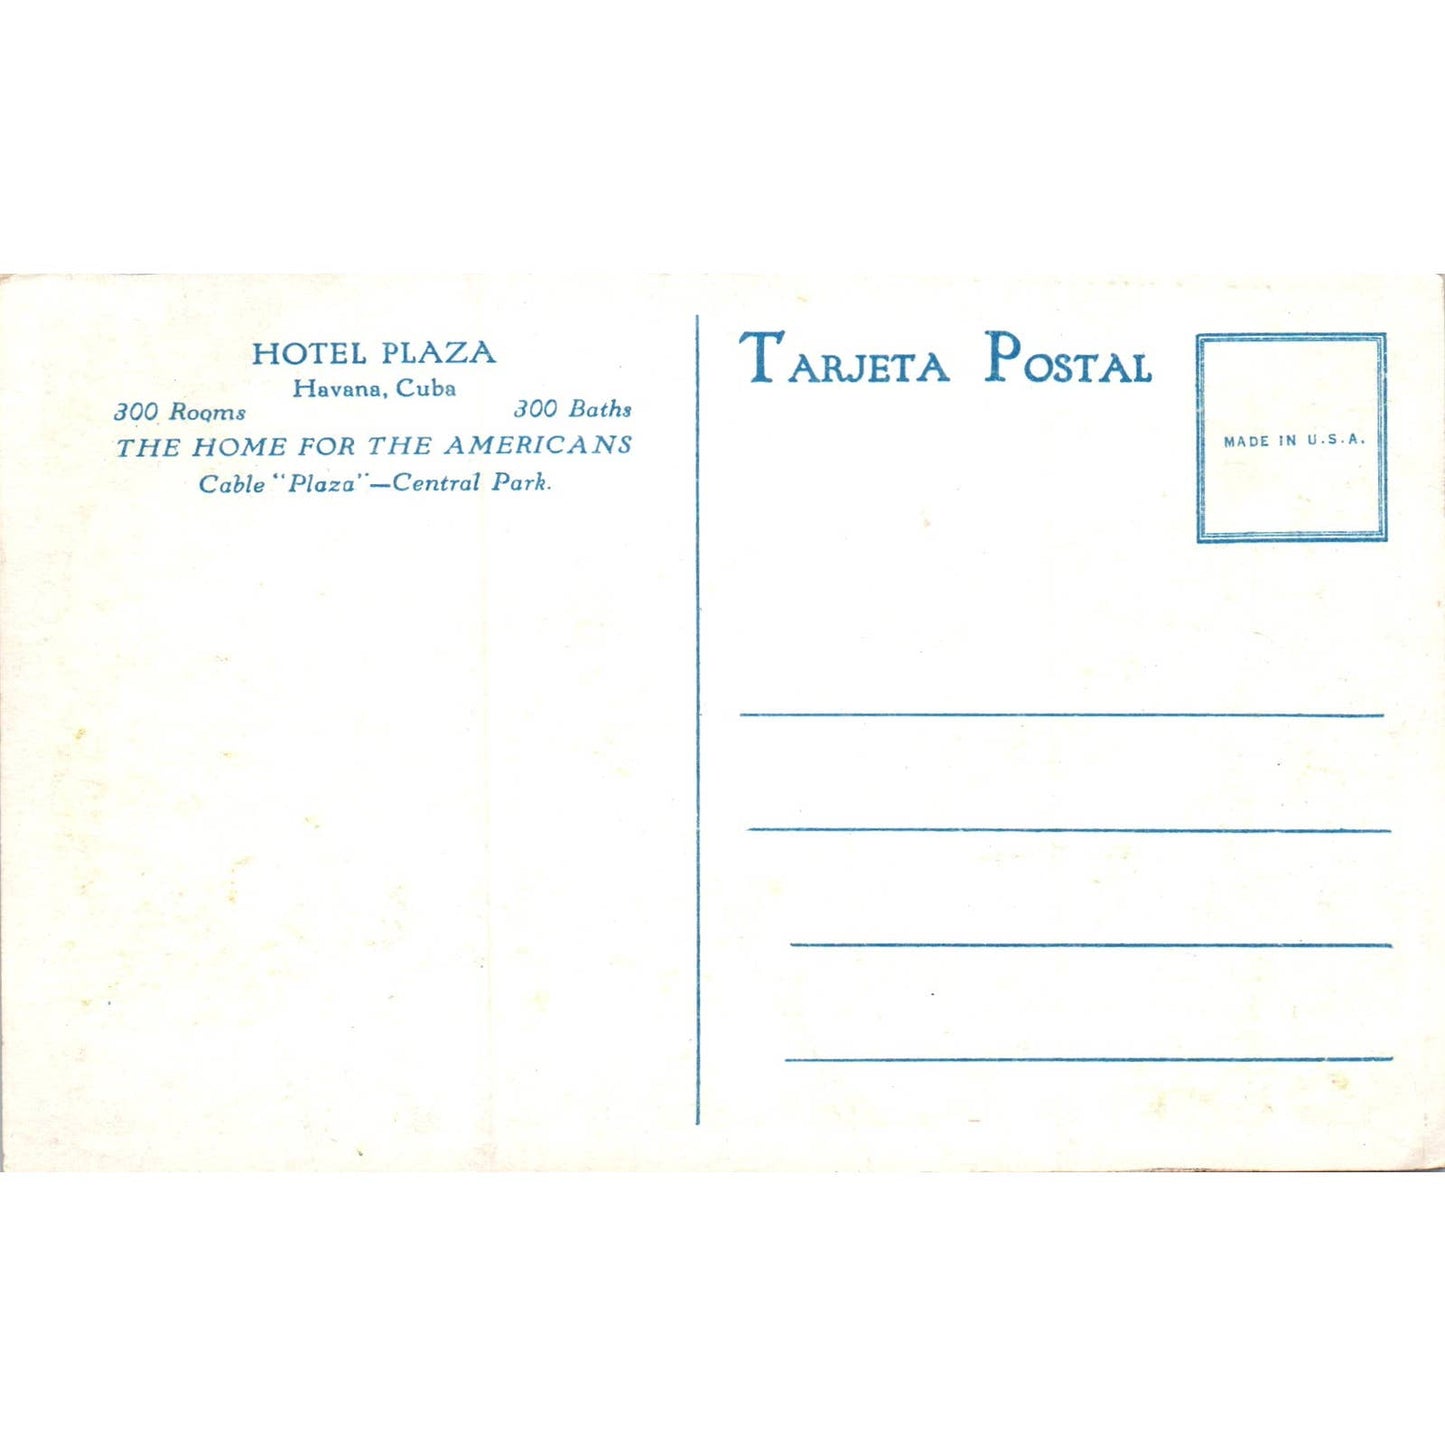 HOTEL PLAZA
Havana, Cuba
300 Rooms 300 Baths
THE HOME FOR THE AMERICANS
Cable "Plaza"—Central Park.
TARJETA POSTAL
MADE IN U.S.A.